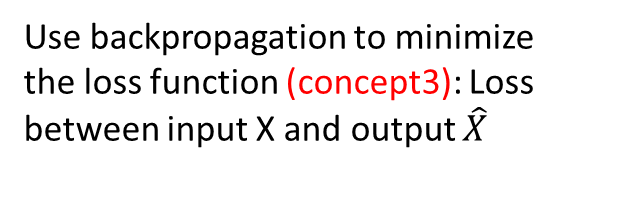 Use backpropagation to minimize
the loss function (concept3): Loss
between input X and output X̂